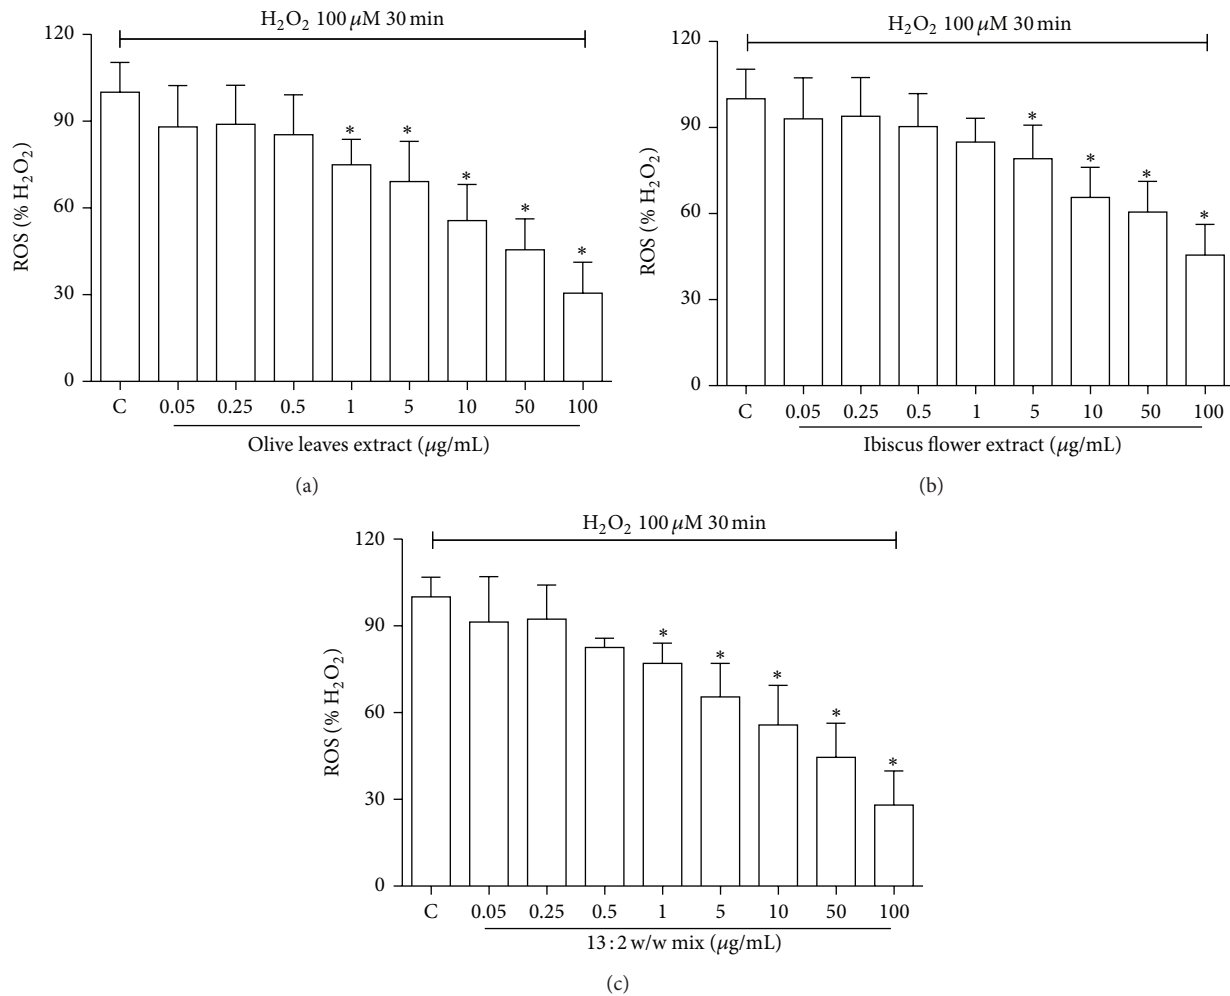 H₂O₂ 100 μM 30 min
120
90
60
30
0
ROS (% H₂O₂)
* * * * *
C 0.05 0.25 0.5 1 5 10 50 100
Olive leaves extract (μg/mL)
(a)
H₂O₂ 100 μM 30 min
120
90
60
30
0
ROS (% H₂O₂)
* * * *
C 0.05 0.25 0.5 1 5 10 50 100
Ibiscus flower extract (μg/mL)
(b)
H₂O₂ 100 μM 30 min
120
90
60
30
0
ROS (% H₂O₂)
* * * * *
C 0.05 0.25 0.5 1 5 10 50 100
13 : 2 w/w mix (μg/mL)
(c)